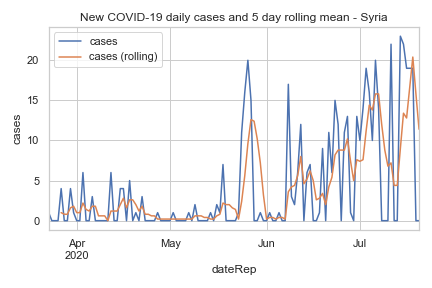 New COVID-19 daily cases and 5 day rolling mean - Syria
cases
cases (rolling)
20
15
10
5
0
cases
Apr
2020
May
Jun
Jul
dateRep